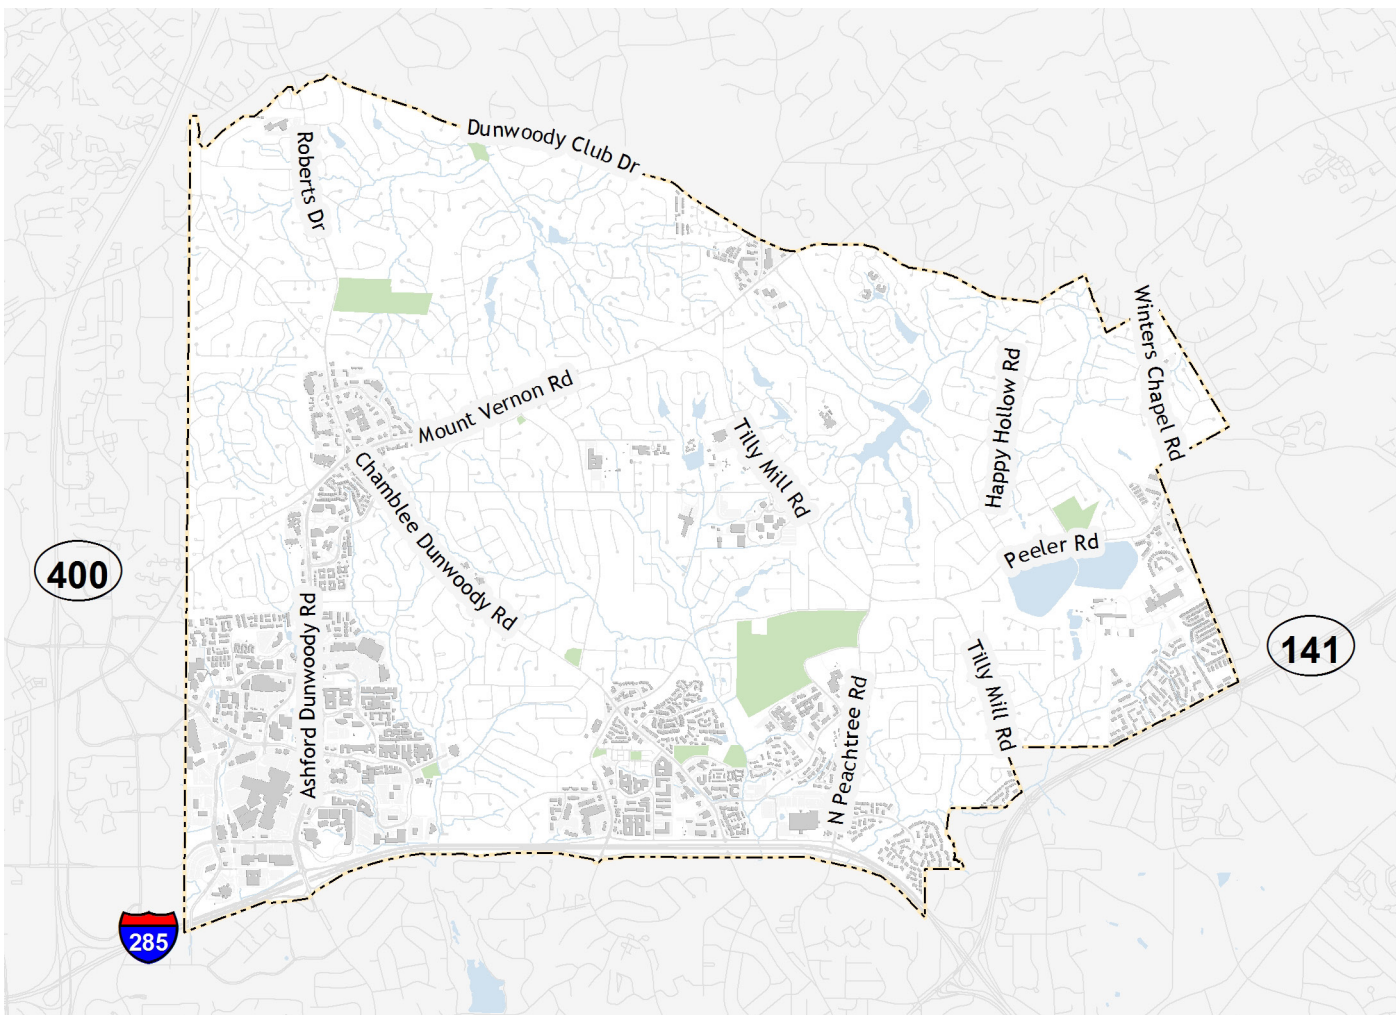 Dunwoody Club Dr
Roberts Dr
Winters Chapel Rd
Mount Vernon Rd
Happy Hollow Rd
Tilly Mill Rd
Chamblee Dunwoody Rd
Peeler Rd
400
Ashford Dunwoody Rd
141
Tilly Mill Rd
N Peachtree Rd
285